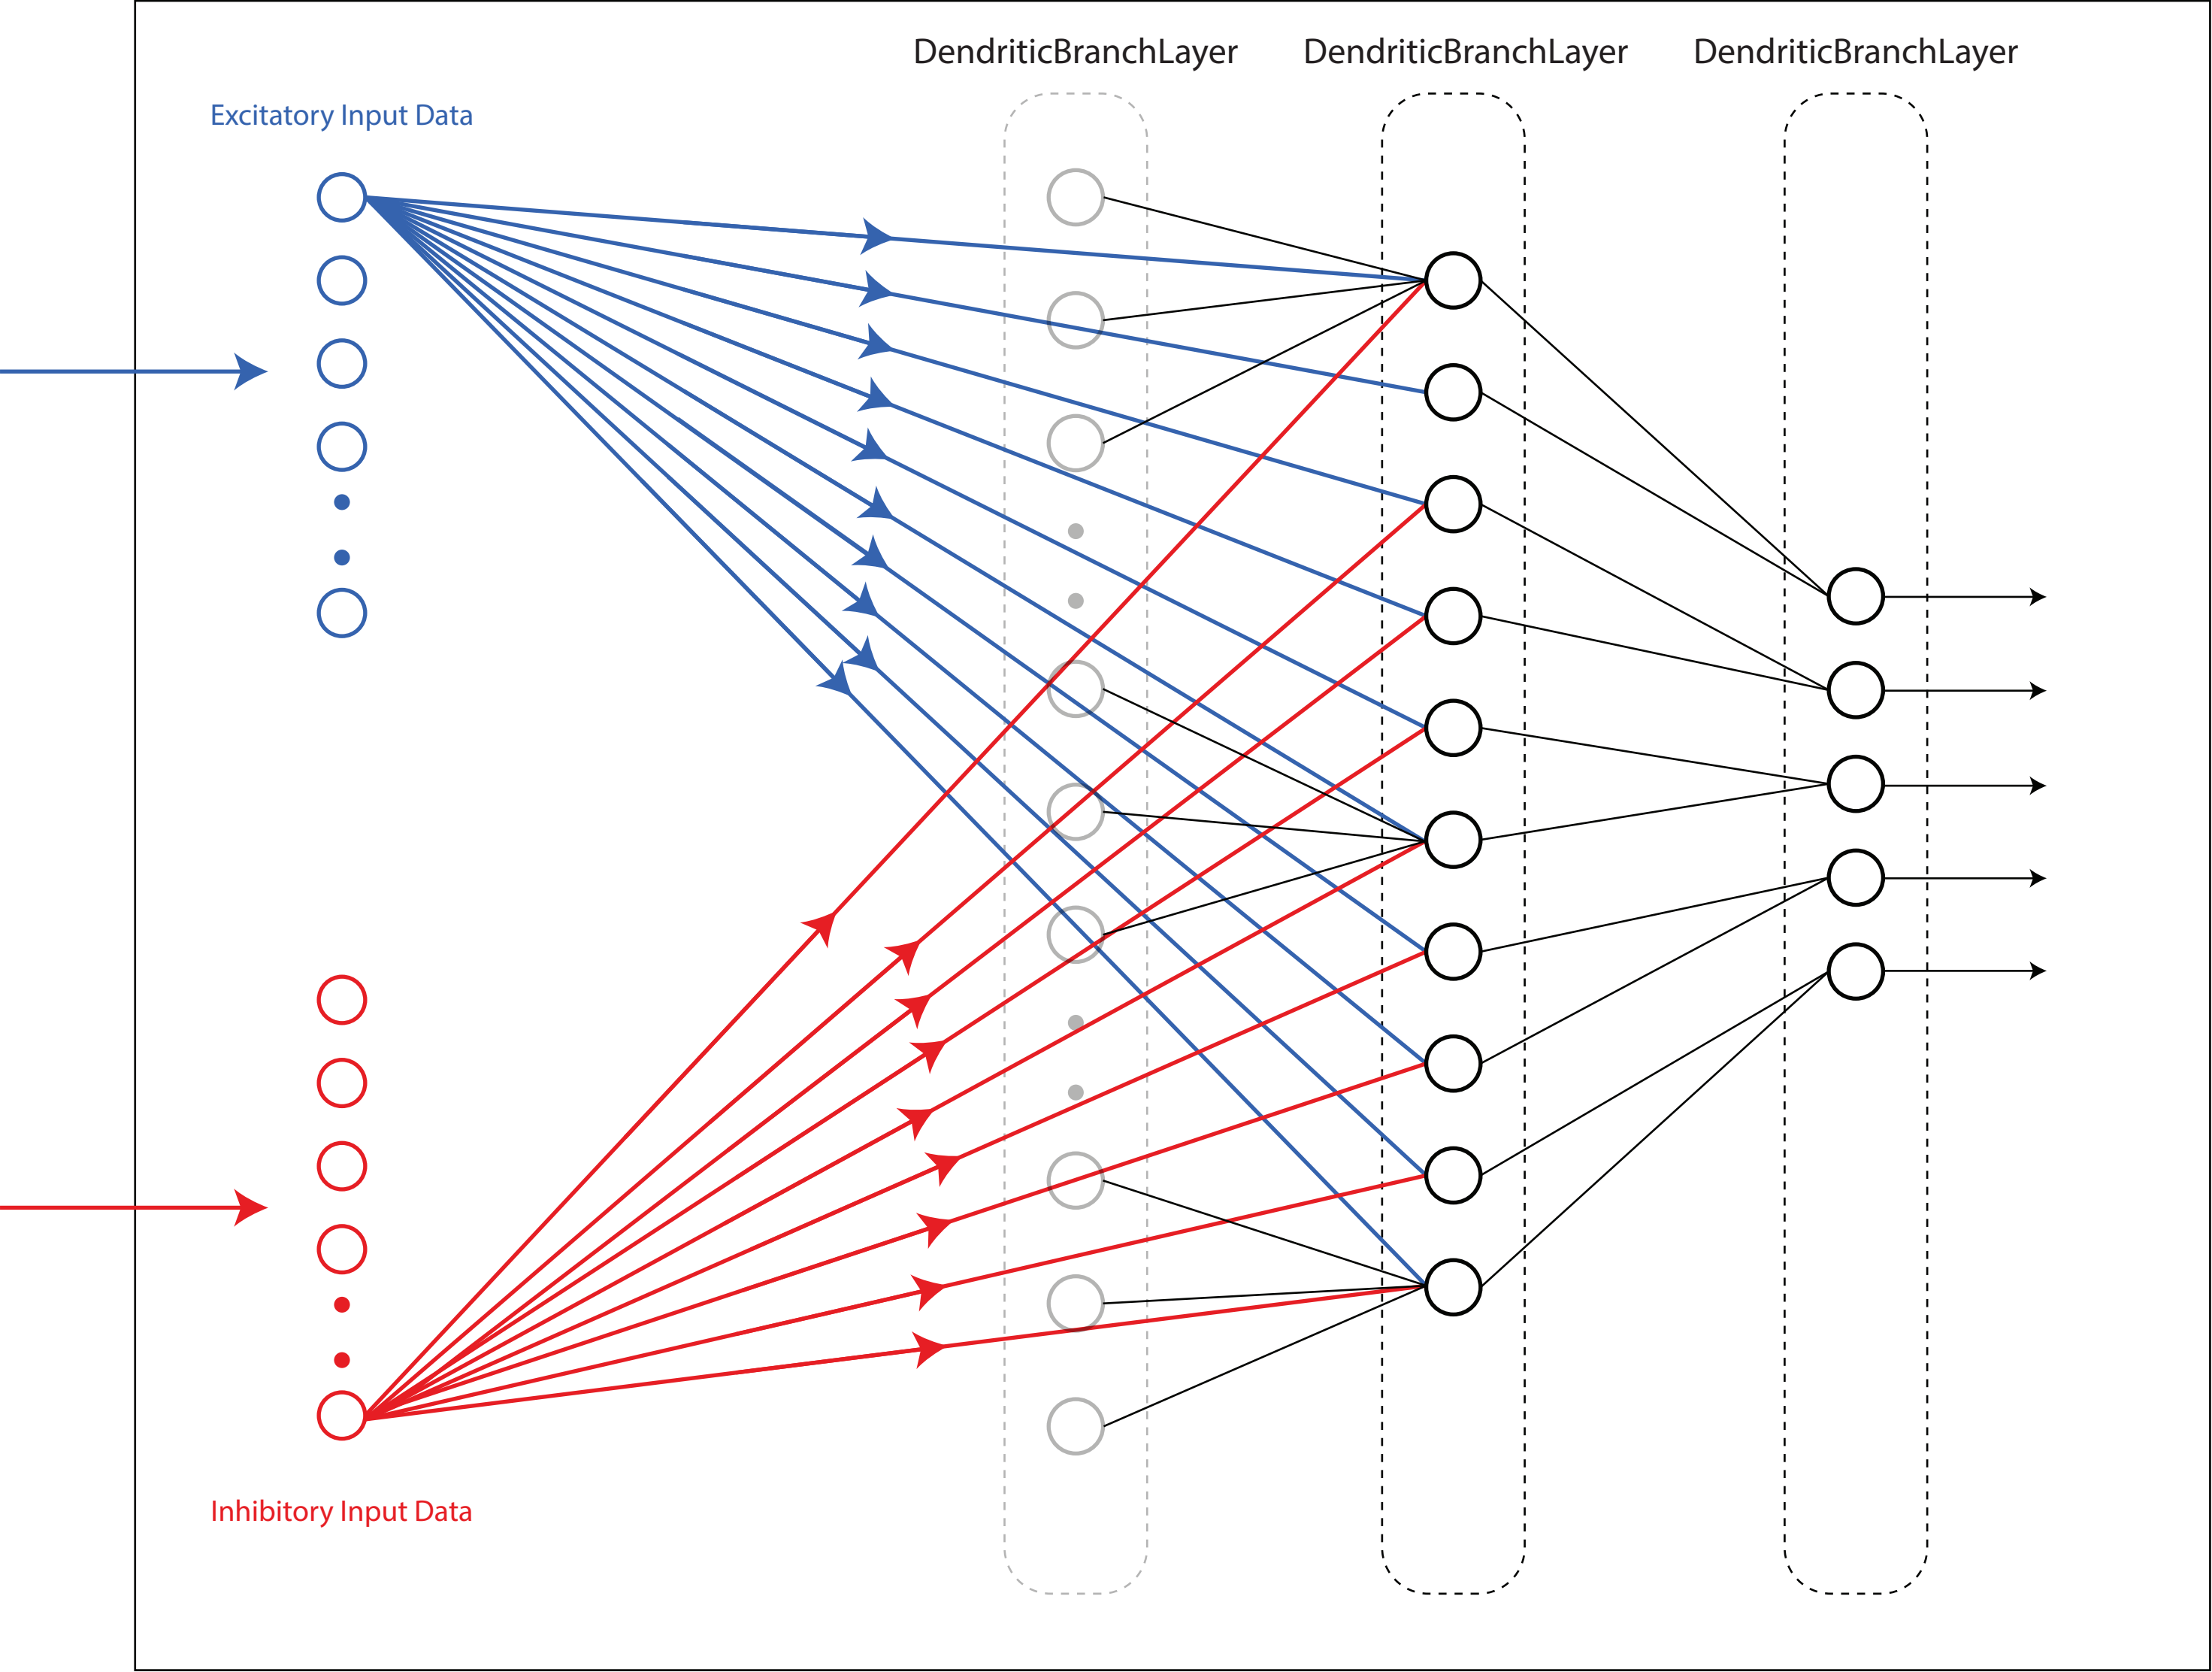 DendriticBranchLayer
DendriticBranchLayer
DendriticBranchLayer
Excitatory Input Data
Inhibitory Input Data